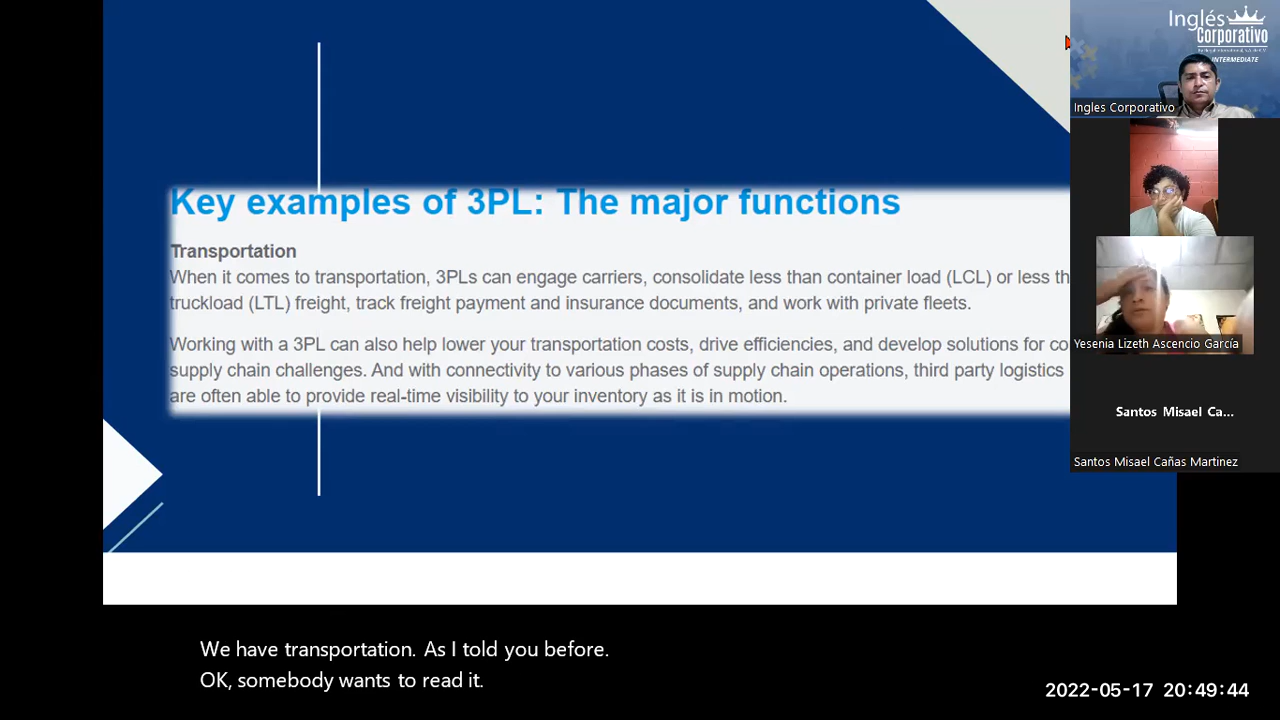 Key examples of 3PL: The major functions
Transportation
When it comes to transportation, 3PLs can engage carriers, consolidate less than container load (LCL) or less th
truckload (LTL) freight, track freight payment and insurance documents, and work with private fleets.
Working with a 3PL can also help lower your transportation costs, drive efficiencies, and develop solutions for co
supply chain challenges. And with connectivity to various phases of supply chain operations, third party logistics
are often able to provide real-time visibility to your inventory as it is in motion.
Inglés
Corporativo
INTERMEDIATE
Ingles Corporativo
Yesenia Lizeth Ascencio García
Santos Misael Ca...
Santos Misael Cañas Martinez
We have transportation. As I told you before.
OK, somebody wants to read it.
2022-05-17 20:49:44